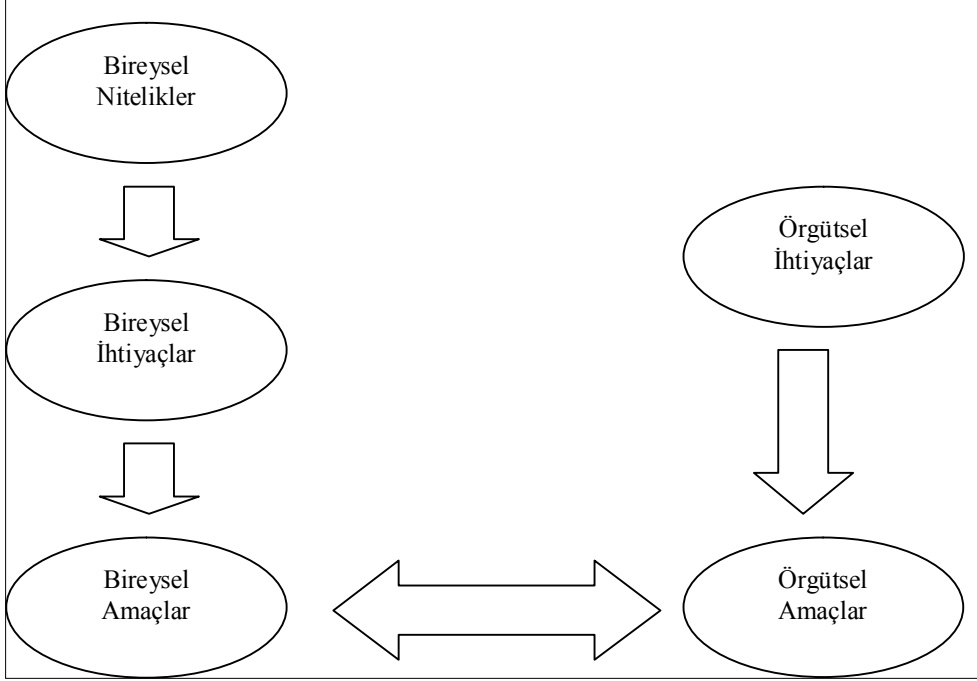 Bireysel
Nitelikler
Örgütsel
İhtiyaçlar
Bireysel
İhtiyaçlar
Bireysel
Amaçlar
Örgütsel
Amaçlar